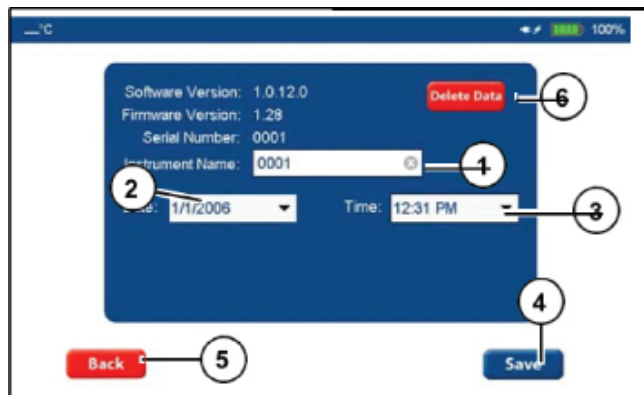 __°C 100%
Software Version: 1.0.12.0
Delete Data
6
Firmware Version: 1.28
Serial Number: 0001
Instrument Name: 0001
1
2
1/1/2006
Time: 12:31 PM
3
4
Back
5
Save